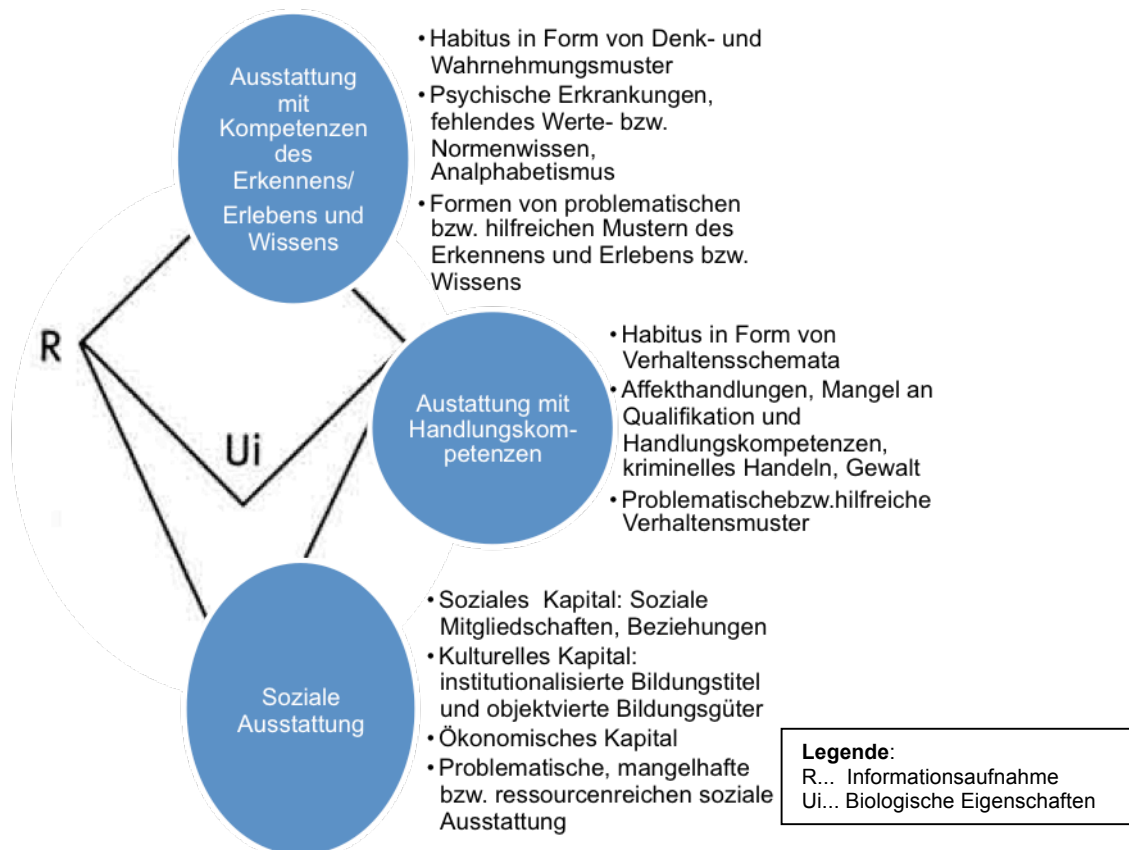 Ausstattung
mit
Kompetenzen
des
Erkennens/
Erlebens und
Wissens
• Habitus in Form von Denk- und
Wahrnehmungsmuster
• Psychische Erkrankungen,
fehlendes Werte- bzw.
Normenwissen,
Analphabetismus
• Formen von problematischen
bzw. hilfreichen Mustern des
Erkennens und Erlebens bzw.
Wissens
R
Ui
Austattung mit
Handlungskom-
petenzen
• Habitus in Form von
Verhaltensschemata
• Affekthandlungen, Mangel an
Qualifikation und
Handlungskompetenzen,
kriminelles Handeln, Gewalt
• Problematischebzw.hilfreiche
Verhaltensmuster
Soziale
Ausstattung
• Soziales Kapital: Soziale
Mitgliedschaften, Beziehungen
• Kulturelles Kapital:
institutionalisierte Bildungstitel
und objektvierte Bildungsgüter
• Ökonomisches Kapital
• Problematische, mangelhafte
bzw. ressourcenreichen soziale
Ausstattung
Legende:
R... Informationsaufnahme
Ui... Biologische Eigenschaften